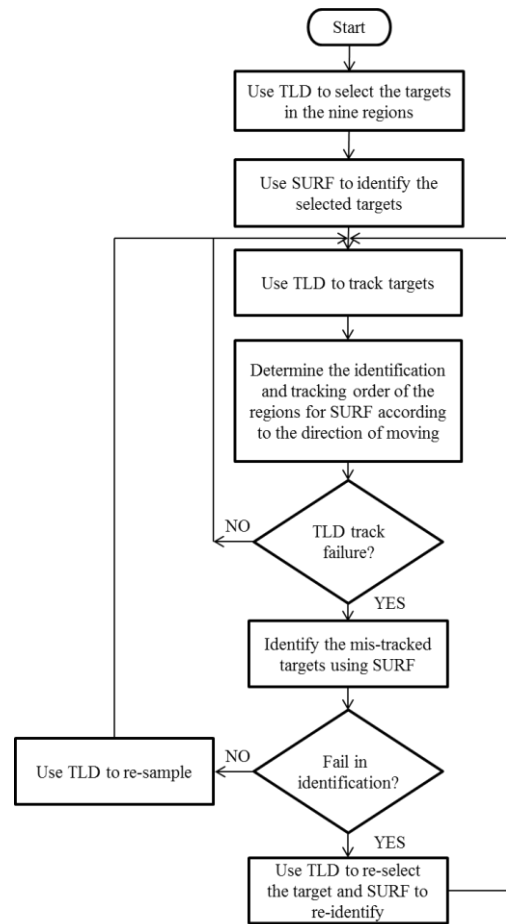 Start
Use TLD to select the targets
in the nine regions
Use SURF to identify the
selected targets
Use TLD to track targets
Determine the identification
and tracking order of the
regions for SURF according
to the direction of moving
NO
TLD track
failure?
YES
Identify the mis-tracked
targets using SURF
Use TLD to re-sample
NO
Fail in
identification?
YES
Use TLD to re-select
the target and SURF to
re-identify